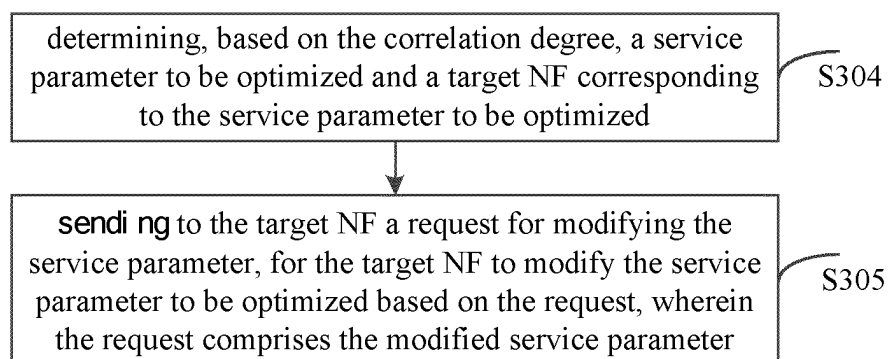 determining, based on the correlation degree, a service
parameter to be optimized and a target NF corresponding
to the service parameter to be optimized
S304
sending to the target NF a request for modifying the
service parameter, for the target NF to modify the service
parameter to be optimized based on the request, wherein
the request comprises the modified service parameter
S305